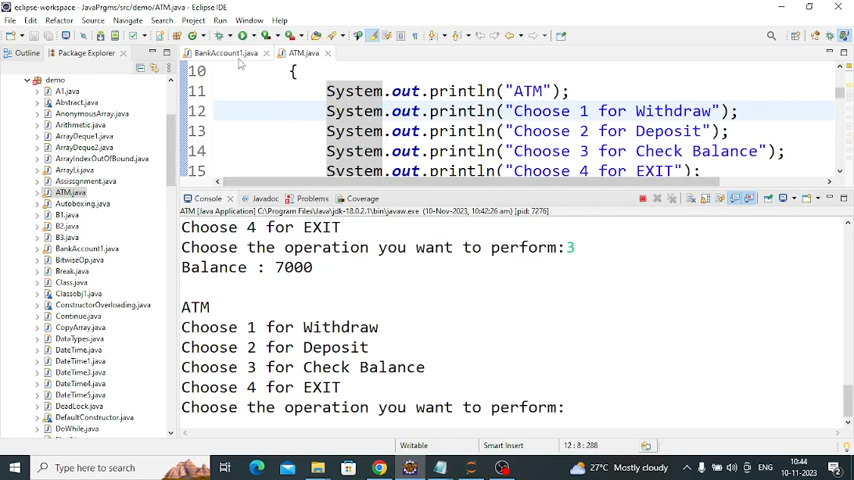 eclipse-workspace - JavaPrgms/src/demo/ATM.java - Eclipse IDE
File Edit Source Refactor Navigate Search Project Run Window Help
Outline Package Explorer
BankAccount1.java ATM.java
demo
A1.java
Abstract.java
AnonymousArray.java
Arithmetic.java
ArrayDeque1.java
ArrayDeque2.java
ArrayIndexOutOfBound.java
ArrayLi.java
Assissgnment.java
ATM.java
Autoboxing.java
B1.java
B2.java
B3.java
BankAccount1.java
BitwiseOp.java
Break.java
Class.java
Classobj1.java
ConstructorOverloading.java
Continue.java
CopyArray.java
DataTypes.java
DateTime.java
DateTime1.java
DateTime3.java
DateTime4.java
DateTime5.java
DeadLock.java
DefaultConstructor.java
DoWhile.java
10 {
11 System.out.println("ATM");
12 System.out.println("Choose 1 for Withdraw");
13 System.out.println("Choose 2 for Deposit");
14 System.out.println("Choose 3 for Check Balance");
15 System.out.println("Choose 4 for EXIT");
Console Javadoc Problems Coverage
ATM [Java Application] C:\Program Files\Java\jdk-18.0.2.1\bin\javaw.exe (10-Nov-2023, 10:42:26 am) [pid: 7276]
Choose 4 for EXIT
Choose the operation you want to perform:3
Balance : 7000
ATM
Choose 1 for Withdraw
Choose 2 for Deposit
Choose 3 for Check Balance
Choose 4 for EXIT
Choose the operation you want to perform:
Writable Smart Insert 12 : 8 : 288
Type here to search
27°C Mostly cloudy
ENG
10:44
10-11-2023
2